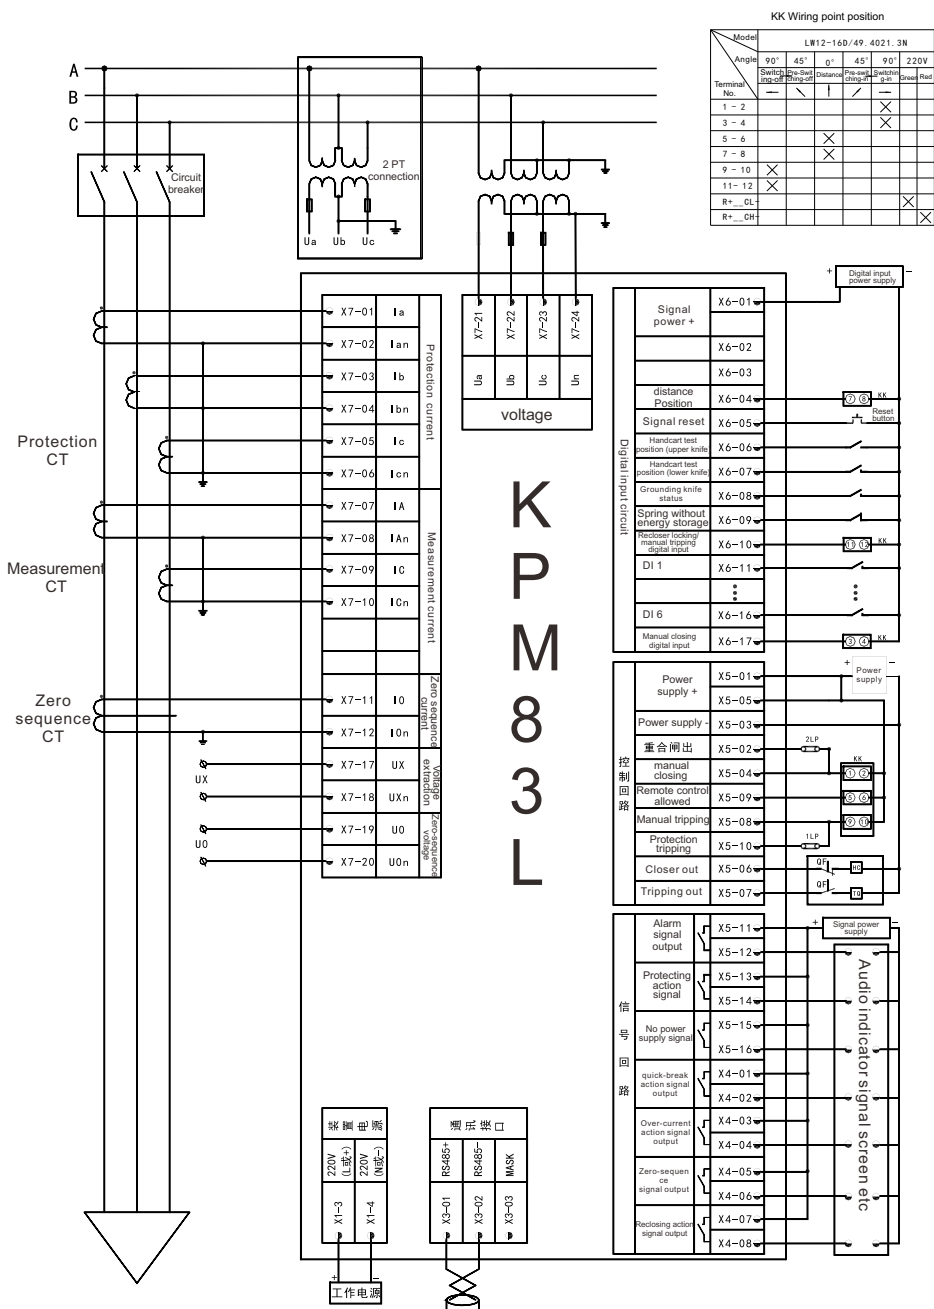 KK Wiring point position
Model
LW12-16D/49.4021.3N
Angle
90° 45° 0° 45° 90° 220V
Terminal No.
Switching-off
Pre-Switching-off
Distance
Pre-switching-in
Switching-in
Green
Red
1 - 2
3 - 4
5 - 6
7 - 8
9 - 10
11- 12
R+__CL-
R+__CH-
A
B
C
Circuit
breaker
2 PT
connection
Ua Ub Uc
Protection
CT
Measurement
CT
Zero
sequence
CT
UX
U0
X7-01 Ia
X7-02 Ian
X7-03 Ib
X7-04 Ibn
X7-05 Ic
X7-06 Icn
Protection current
X7-07 IA
X7-08 IAn
X7-09 IC
X7-10 ICn
Measurement current
X7-11 I0
X7-12 I0n
Zero sequence
current
X7-17 UX
X7-18 UXn
Voltage
extraction
X7-19 U0
X7-20 U0n
Zero-sequence
voltage
X7-21 X7-22 X7-23 X7-24
Ua Ub Uc Un
voltage
K
P
M
8
3
L
Digital input
power supply
+ −
Digital input circuit
Signal
power +
X6-01
X6-02
X6-03
distance
Position
X6-04
⑦ ⑧ KK
Signal reset
X6-05
Reset
button
Handcart test
position (upper knife)
X6-06
Handcart test
position (lower knife)
X6-07
Grounding knife
status
X6-08
Spring without
energy storage
X6-09
Recloser locking/
manual tripping
digital input
X6-10
⑪ ⑫ KK
DI 1
X6-11
DI 6
X6-16
Manual closing
digital input
X6-17
③ ④ KK
控制回路
Power
supply +
X5-01
X5-05
+ −
Power
supply
Power supply -
X5-03
重合闸出
X5-02
2LP
manual
closing
X5-04
KK
① ②
Remote control
allowed
X5-09
⑤ ⑥
Manual tripping
X5-08
⑨ ⑩
Protection
tripping
X5-10
1LP
Closer out
X5-06
QF
HQ
Tripping out
X5-07
QF
TQ
信号回路
Alarm
signal
output
X5-11
X5-12
+ −
Signal power
supply
Protecting
action
signal
X5-13
X5-14
No power
supply signal
X5-15
X5-16
quick-break
action signal
output
X4-01
X4-02
Over-current
action signal
output
X4-03
X4-04
Zero-sequen
ce
signal output
X4-05
X4-06
Reclosing action
signal output
X4-07
X4-08
Audio indicator signal screen etc
装置电源
220V
(L或+)
220V
(N或-)
X1-3
X1-4
+ −
工作电源
通讯接口
RS485+
RS485-
MASK
X3-01
X3-02
X3-03